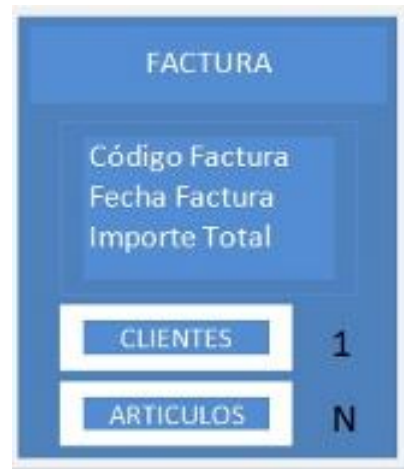 FACTURA
Código Factura
Fecha Factura
Importe Total
CLIENTES 1
ARTICULOS N